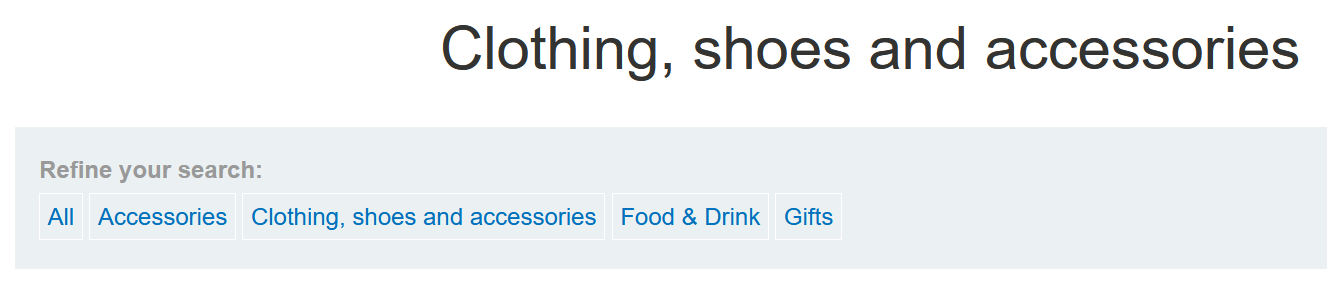 Clothing, shoes and accessories
Refine your search:
All Accessories Clothing, shoes and accessories Food & Drink Gifts